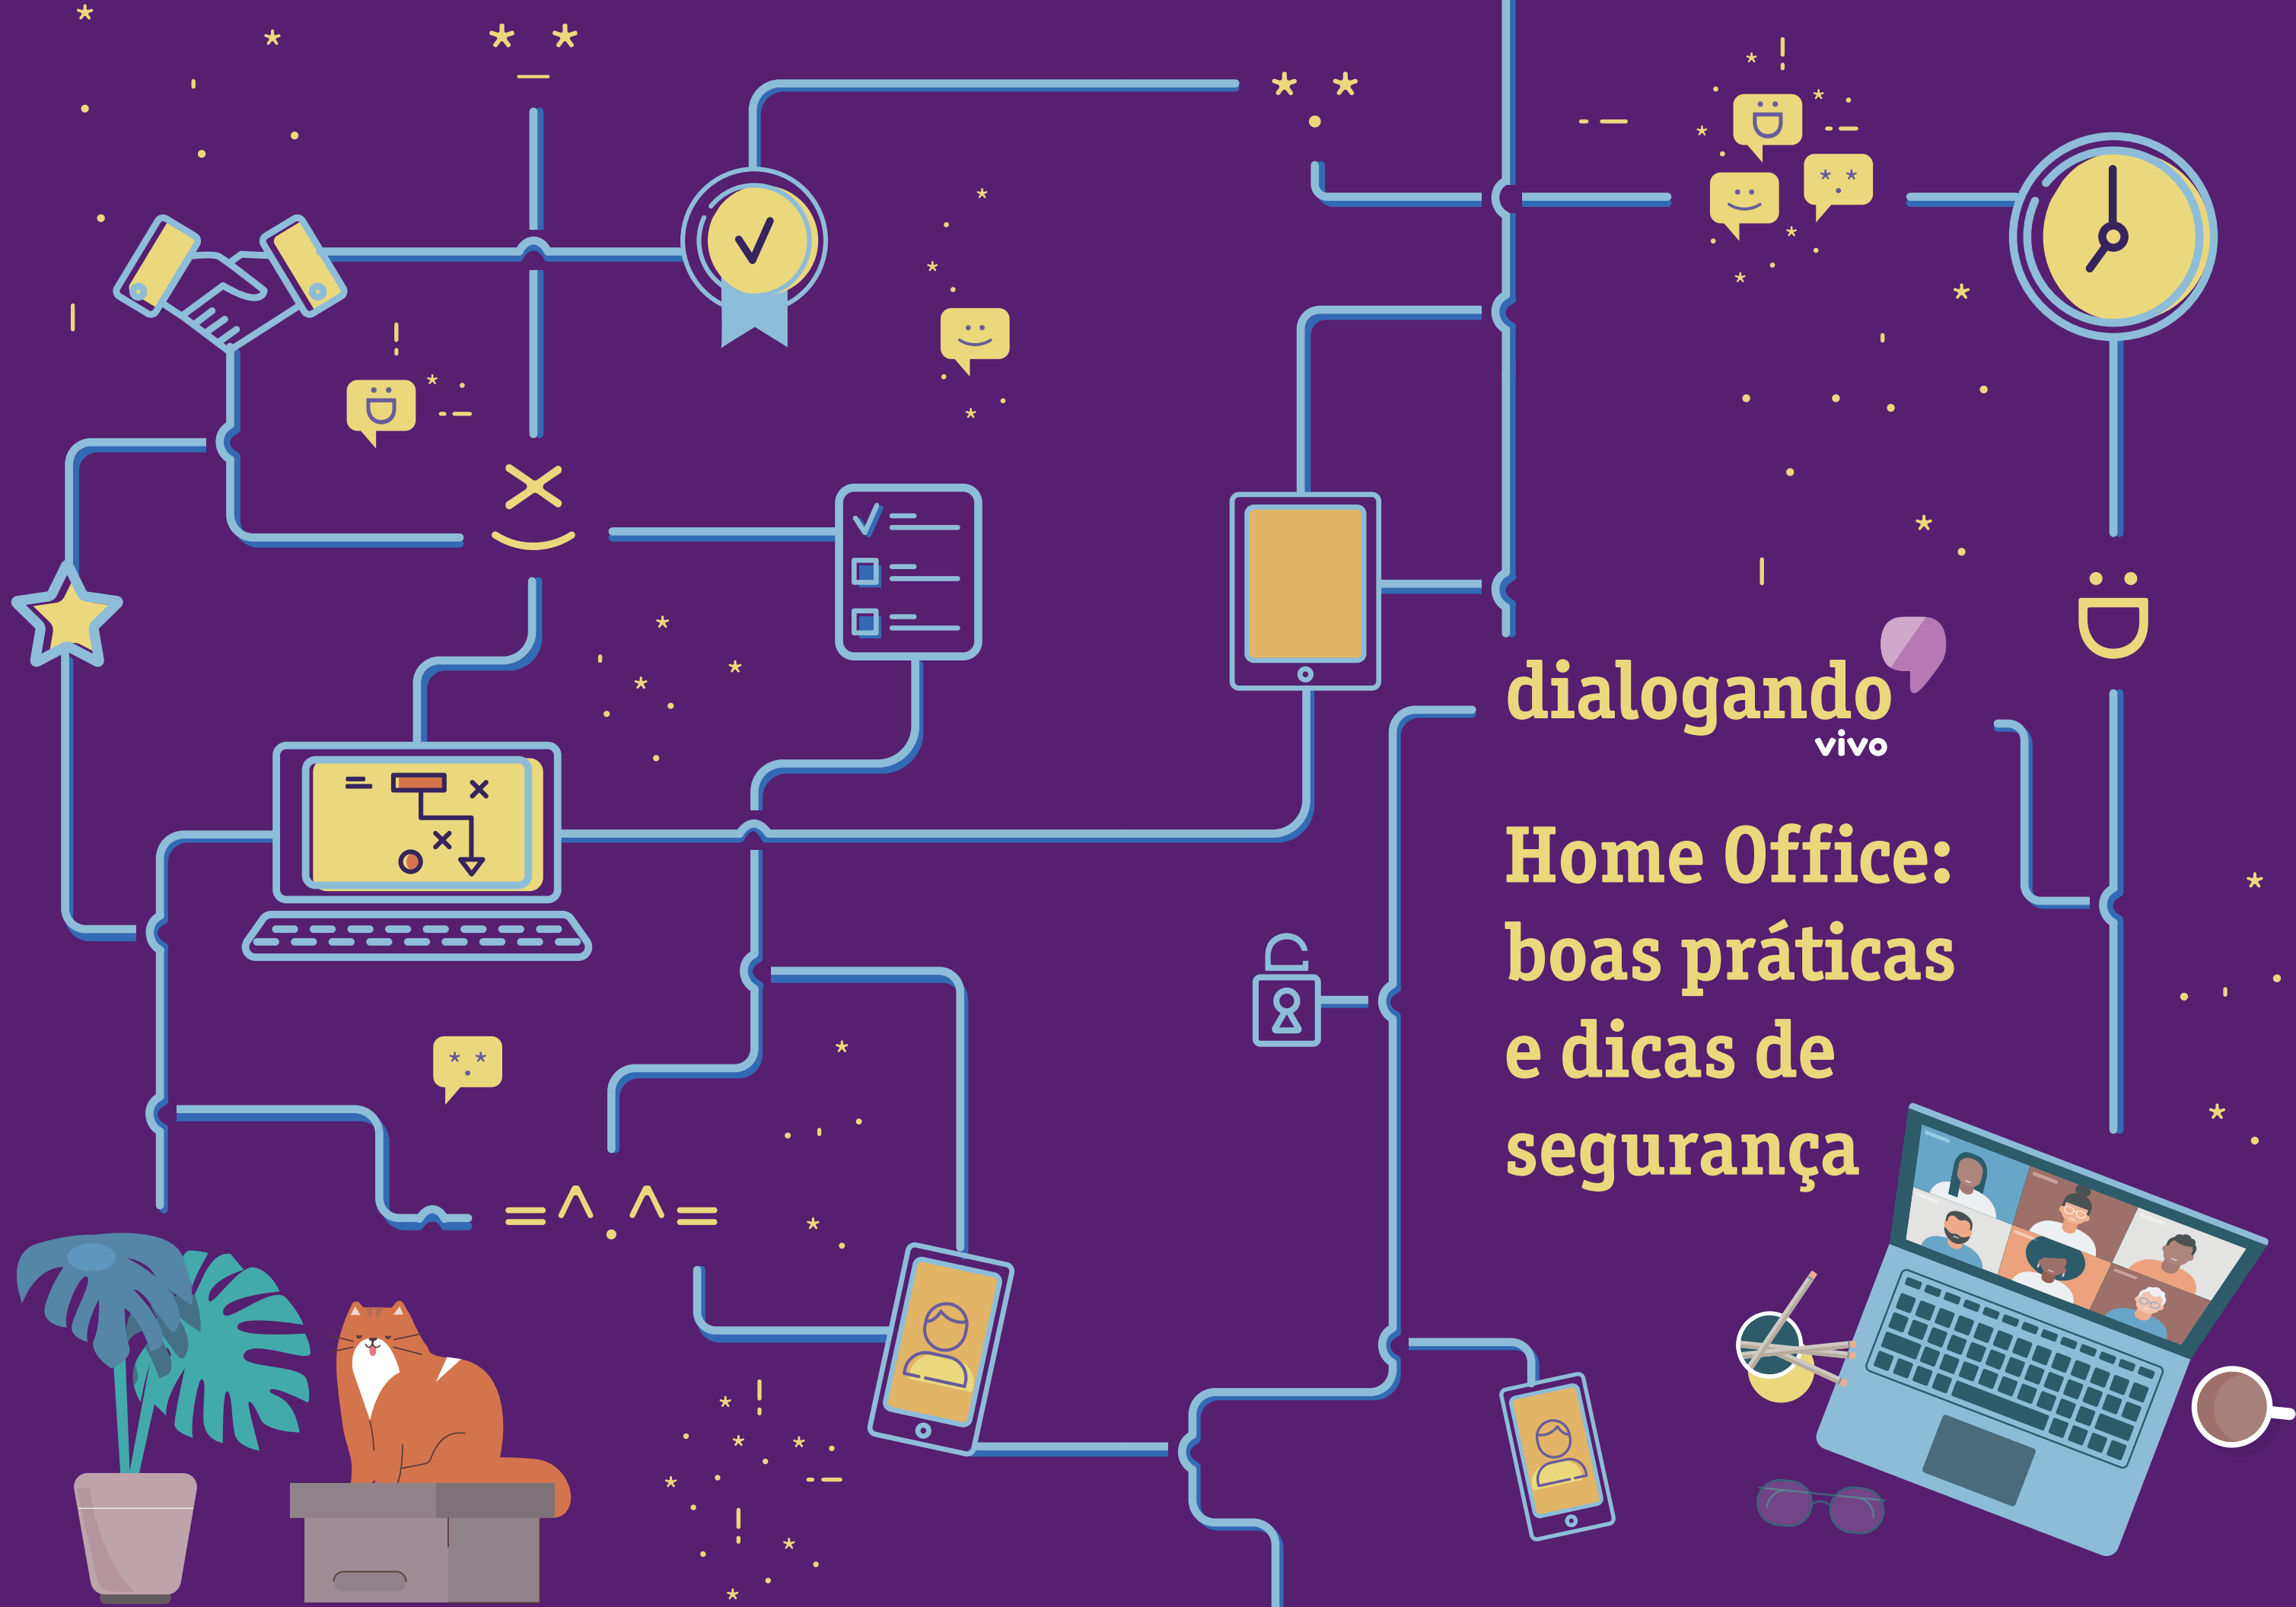 dialogando
vivo
Home Office:
boas práticas
e dicas de
segurança